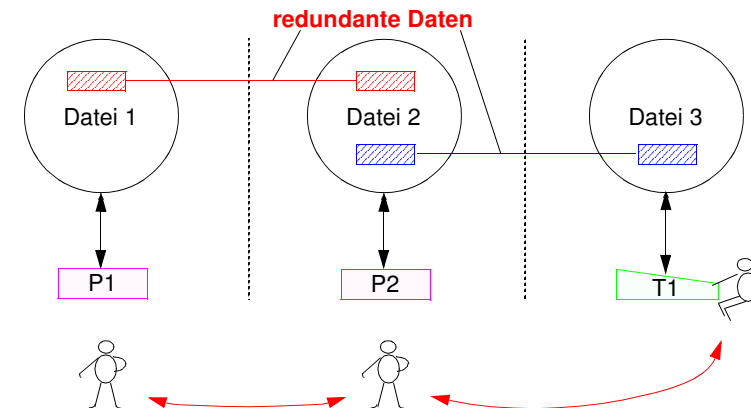 redundante Daten
Datei 1
Datei 2
Datei 3
P1
P2
T1